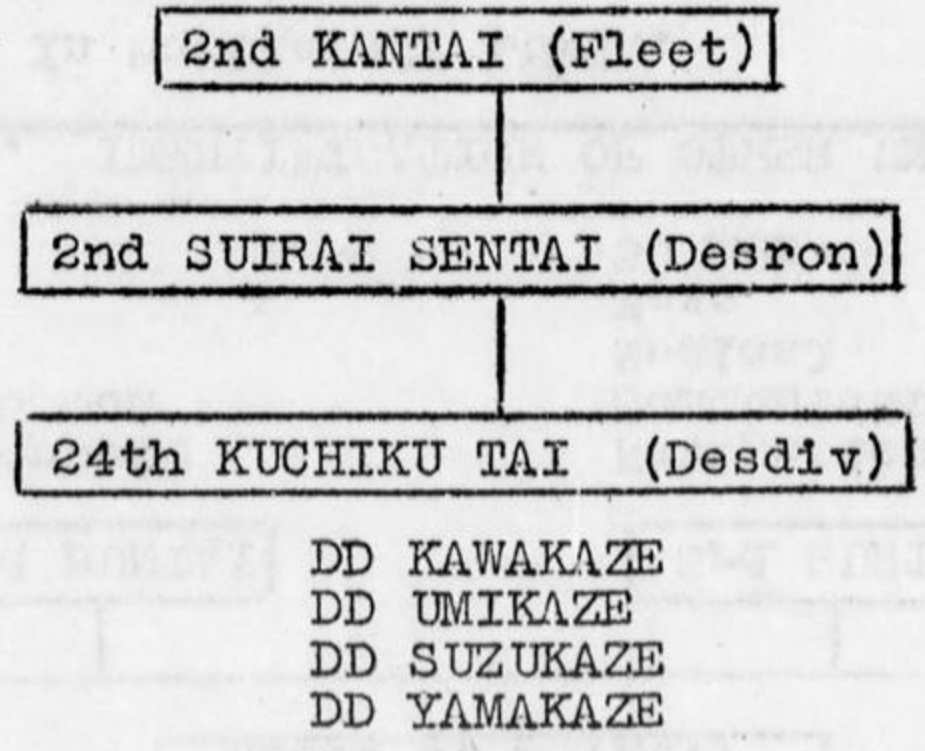 2nd KANTAI (Fleet)
2nd SUIRAI SENTAI (Desron)
24th KUCHIKU TAI (Desdiv)
DD KAWAKAZE
DD UMIKAZE
DD SUZUKAZE
DD YAMAKAZE